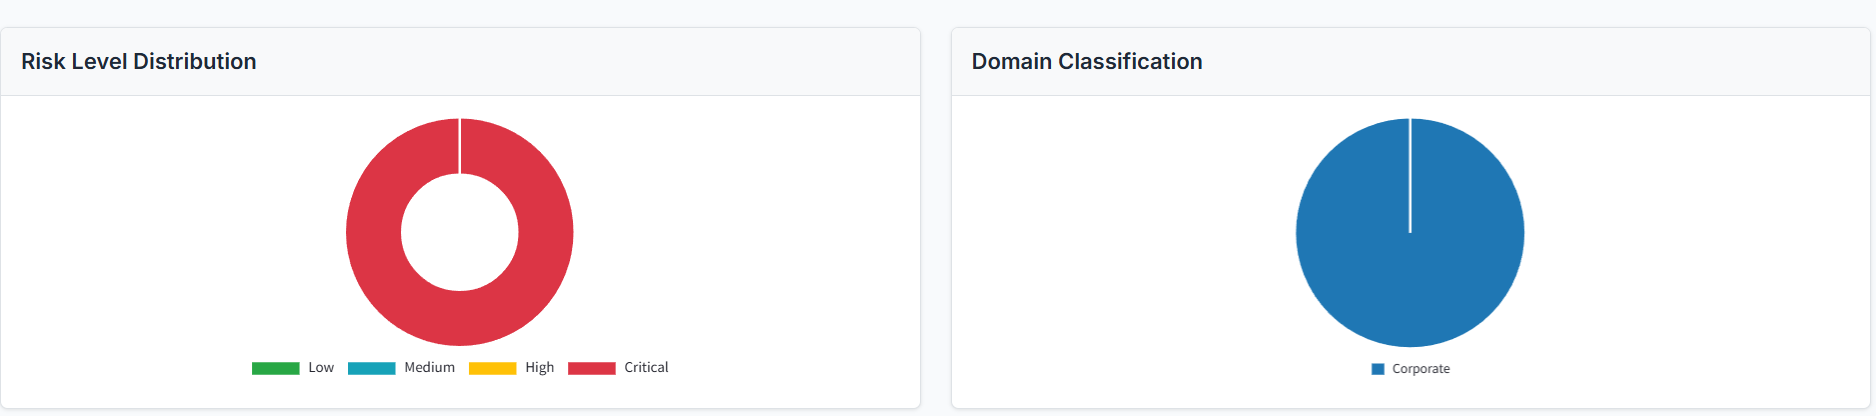 Risk Level Distribution
Low Medium High Critical
Domain Classification
Corporate